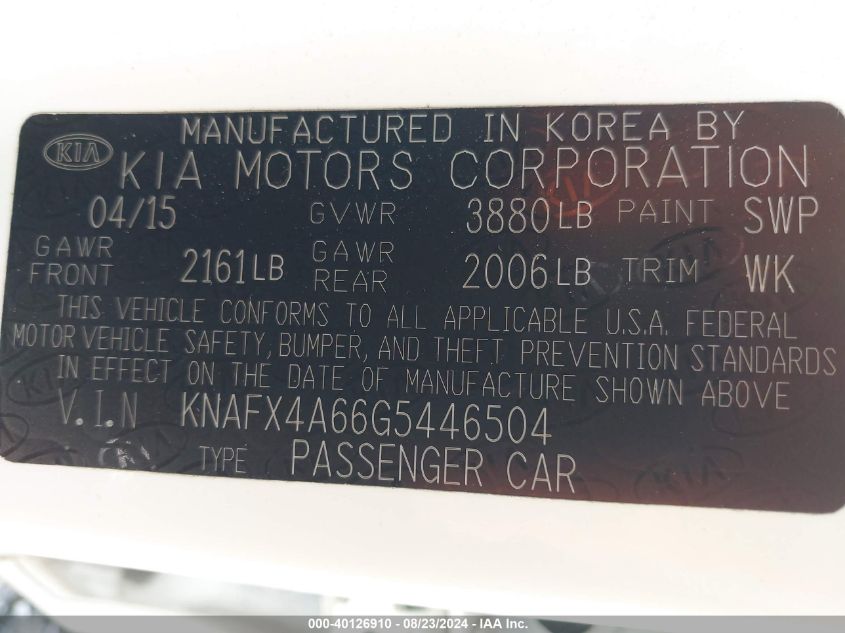 MANUFACTURED IN KOREA BY
KIA KIA MOTORS CORPORATION
04/15 GVWR 3880LB PAINT SWP
GAWR FRONT 2161LB GAWR REAR 2006LB TRIM WK
THIS VEHICLE CONFORMS TO ALL APPLICABLE U.S.A. FEDERAL
MOTOR VEHICLE SAFETY, BUMPER, AND THEFT PREVENTION STANDARDS
IN EFFECT ON THE DATE OF MANUFACTURE SHOWN ABOVE
V.I.N KNAFX4A66G5446504
TYPE PASSENGER CAR
000-40126910 - 08/23/2024 - IAA Inc.